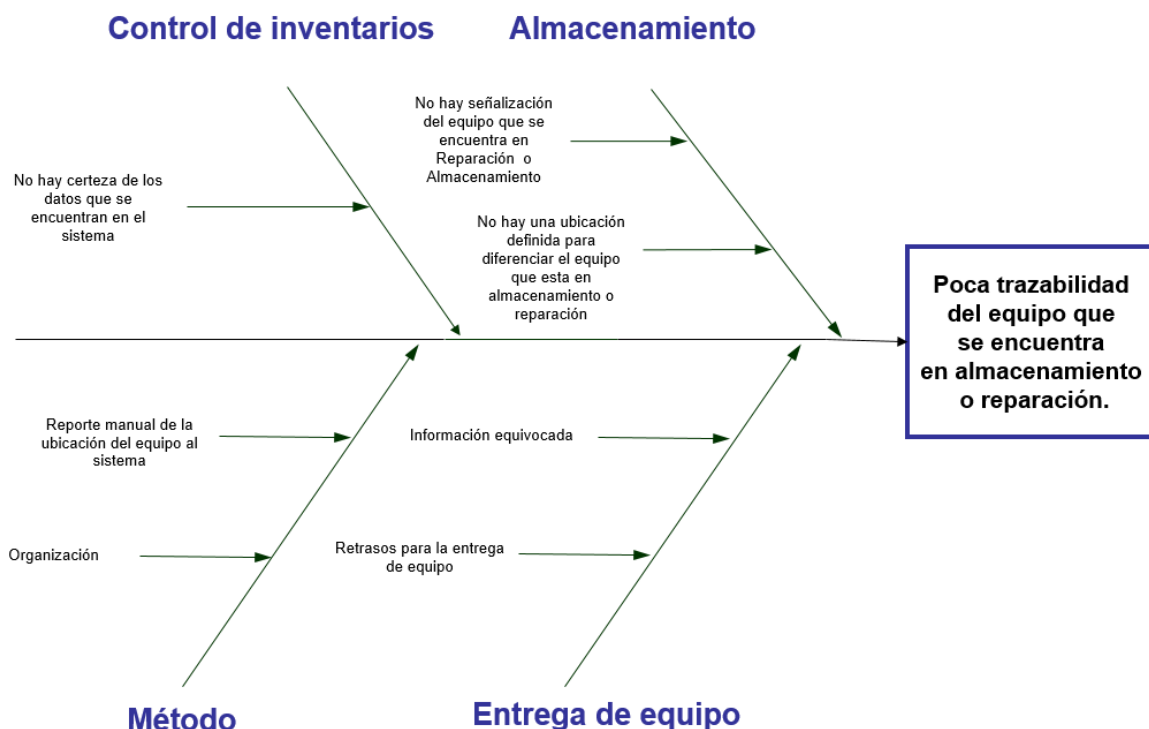 Control de inventarios
Almacenamiento
No hay señalización
del equipo que se
encuentra en
Reparación o
Almacenamiento
No hay certeza de los
datos que se
encuentran en el
sistema
No hay una ubicación
definida para
diferenciar el equipo
que esta en
almacenamiento o
reparación
Poca trazabilidad
del equipo que
se encuentra
en almacenamiento
o reparación.
Reporte manual de la
ubicación del equipo al
sistema
Información equivocada
Organización
Retrasos para la entrega
de equipo
Método
Entrega de equipo